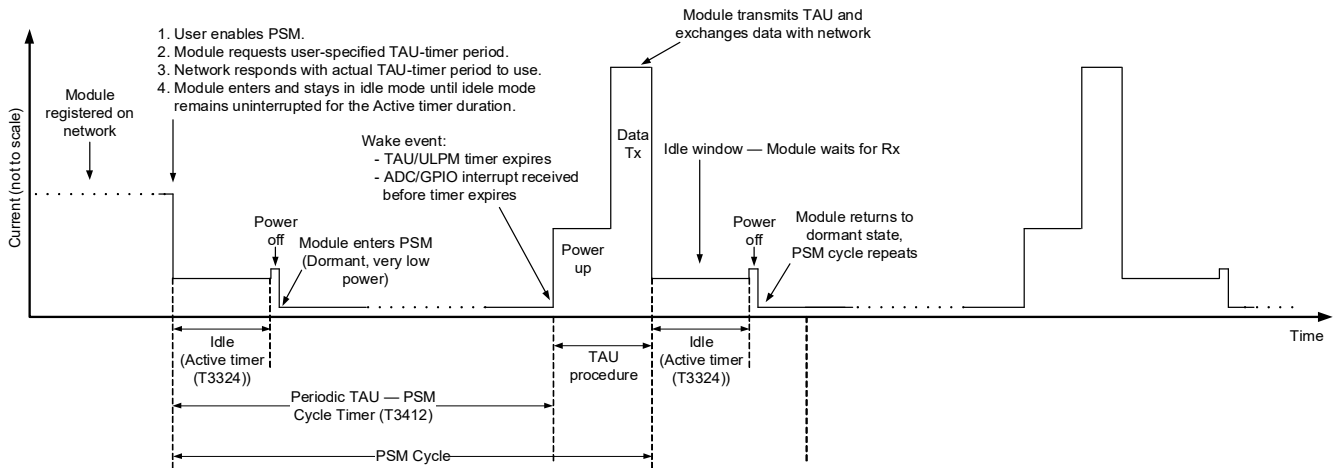 Module transmits TAU and
exchanges data with network
1. User enables PSM.
2. Module requests user-specified TAU-timer period.
3. Network responds with actual TAU-timer period to use.
4. Module enters and stays in idle mode until idele mode
remains uninterrupted for the Active timer duration.
Module
registered on
network
Current (not to scale)
Wake event:
- TAU/ULPM timer expires
- ADC/GPIO interrupt received
before timer expires
Data
Tx
Idle window — Module waits for Rx
Power
off
Module enters PSM
(Dormant, very low
power)
Power
up
Power
off
Module returns to
dormant state,
PSM cycle repeats
Time
Idle
(Active timer
(T3324))
TAU
procedure
Idle
(Active timer
(T3324))
Periodic TAU — PSM
Cycle Timer (T3412)
PSM Cycle